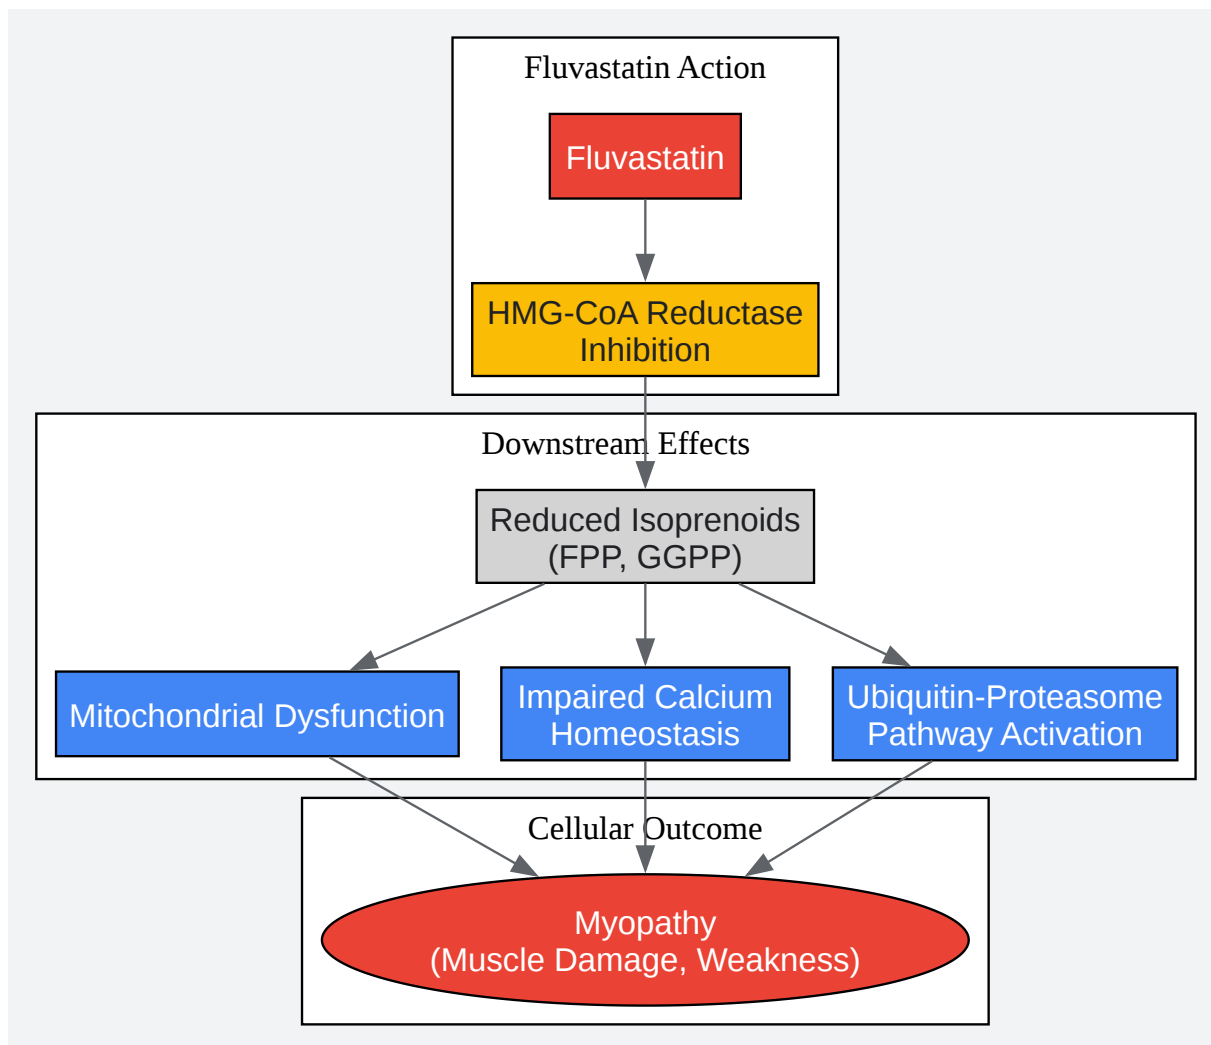 Fluvastatin Action
Fluvastatin
HMG-CoA Reductase
Inhibition
Downstream Effects
Reduced Isoprenoids
(FPP, GGPP)
Mitochondrial Dysfunction
Impaired Calcium
Homeostasis
Ubiquitin-Proteasome
Pathway Activation
Cellular Outcome
Myopathy
(Muscle Damage, Weakness)